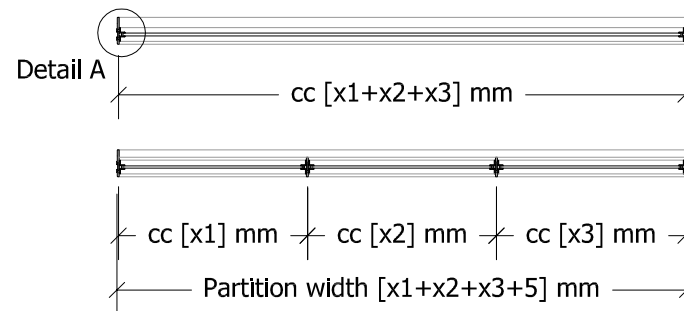 Detail A
cc [x1+x2+x3] mm
cc [x1] mm cc [x2] mm cc [x3] mm
Partition width [x1+x2+x3+5] mm